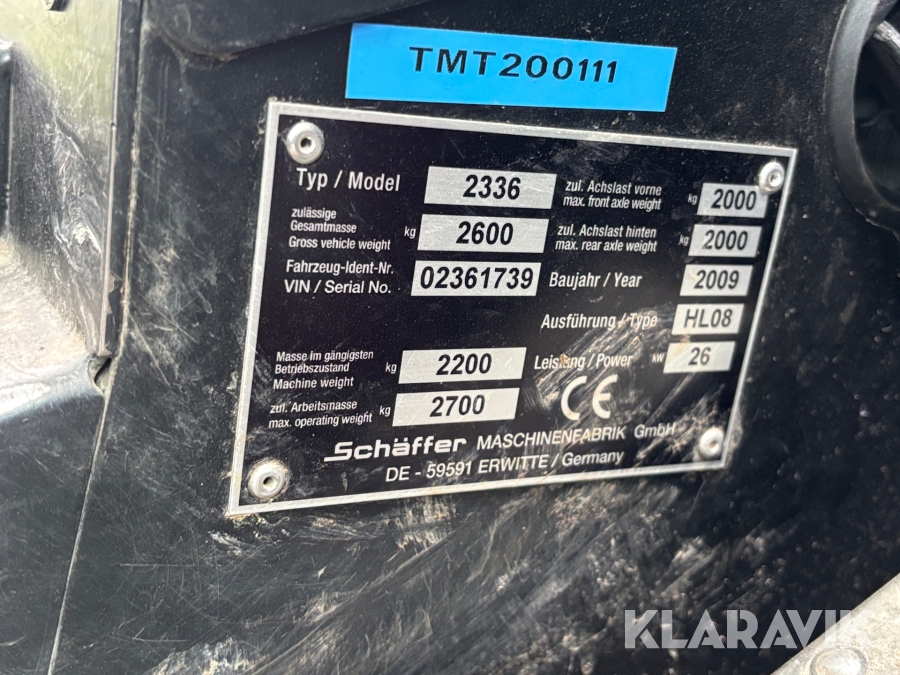 TMT200111
Typ / Model 2336 zul. Achslast vorne kg 2000
max. front axle weight
zulässige
Gesamtmasse kg 2600 zul. Achslast hinten kg 2000
Gross vehicle weight max. rear axle weight
Fahrzeug-Ident-Nr. 02361739 Baujahr / Year 2009
VIN / Serial No.
Ausführung / Type HL08
Masse im gängigsten
Betriebszustand kg 2200 Leistung / Power kW 26
Machine weight
zul. Arbeitsmasse kg 2700 CE
max. operating weight
Schäffer MASCHINENFABRIK GmbH
DE - 59591 ERWITTE / Germany
KLARAVIK